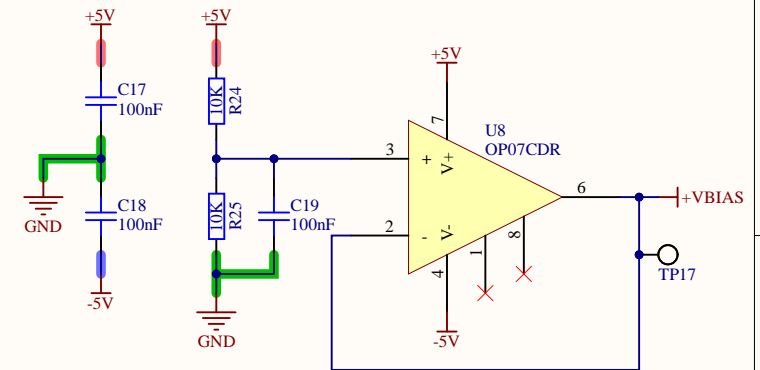 +5V
C17
100nF
GND
C18
100nF
-5V
+5V
10K
R24
10K
R25
C19
100nF
GND
+5V
7
U8
OP07CDR
3
+
V+
2
-
V-
6
4
1
8
-5V
+VBIAS
TP17